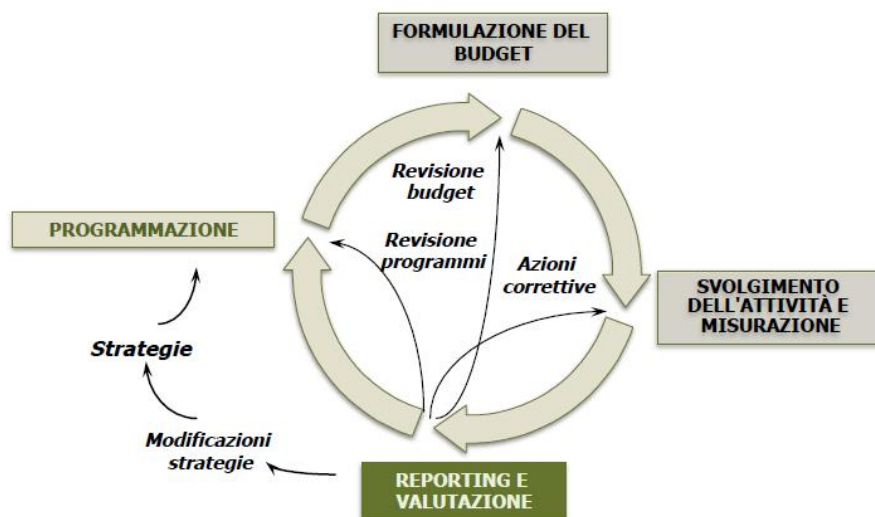 FORMULAZIONE DEL
BUDGET
Revisione
budget
PROGRAMMAZIONE
Revisione
programmi
Azioni
correttive
SVOLGIMENTO
DELL'ATTIVITÀ E
MISURAZIONE
Strategie
Modificazioni
strategie
REPORTING E
VALUTAZIONE